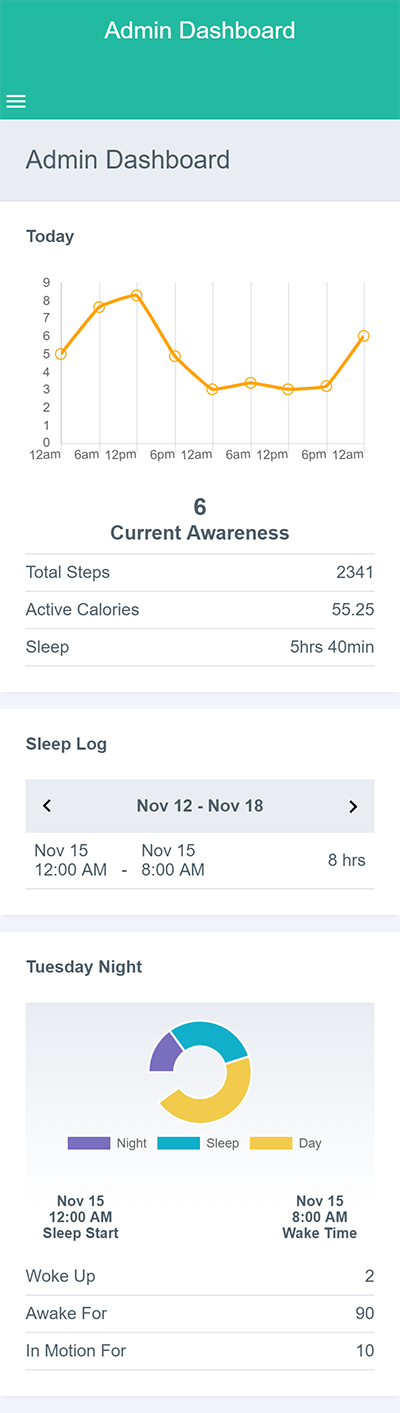 Admin Dashboard
Admin Dashboard
Today
9
8
7
6
5
4
3
2
1
0
12am 6am 12pm 6pm 12am 6am 12pm 6pm 12am
6
Current Awareness
Total Steps 2341
Active Calories 55.25
Sleep 5hrs 40min
Sleep Log
Nov 12 - Nov 18
Nov 15 Nov 15
12:00 AM - 8:00 AM 8 hrs
Tuesday Night
Night Sleep Day
Nov 15 Nov 15
12:00 AM 8:00 AM
Sleep Start Wake Time
Woke Up 2
Awake For 90
In Motion For 10